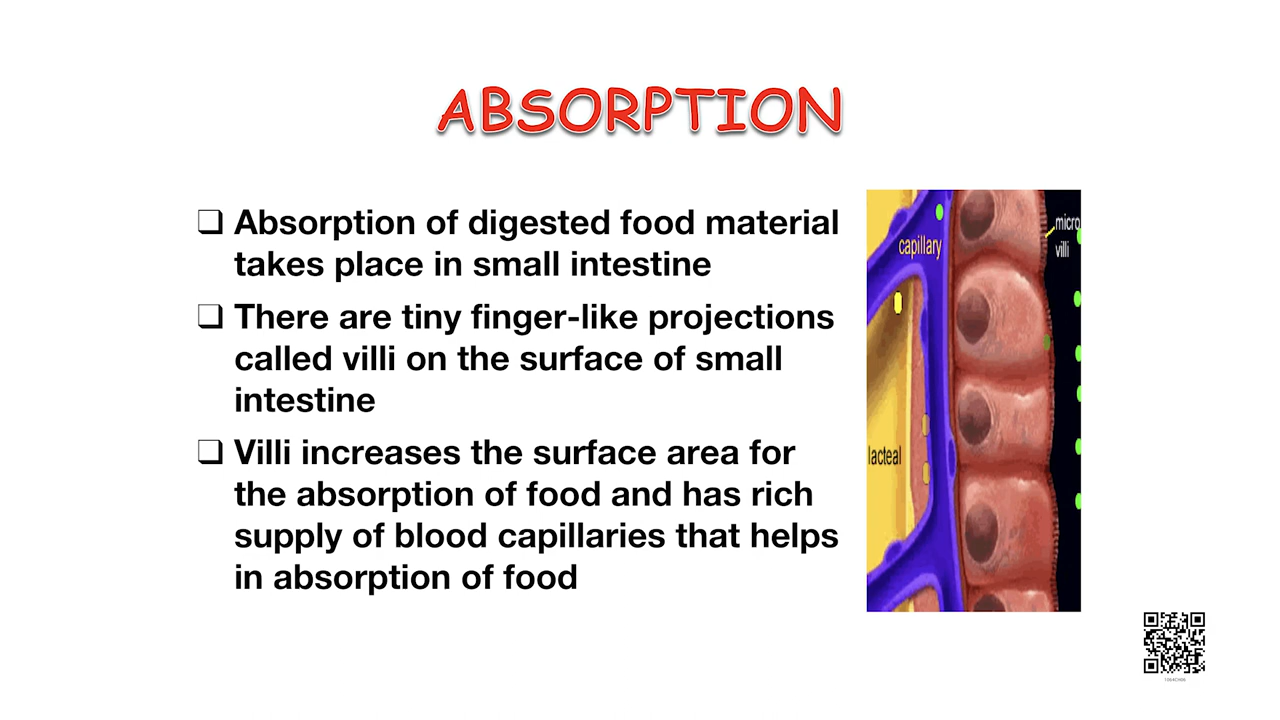 ABSORPTION
❑ Absorption of digested food material
takes place in small intestine
❑ There are tiny finger-like projections
called villi on the surface of small
intestine
❑ Villi increases the surface area for
the absorption of food and has rich
supply of blood capillaries that helps
in absorption of food
capillary
micro
villi
lacteal